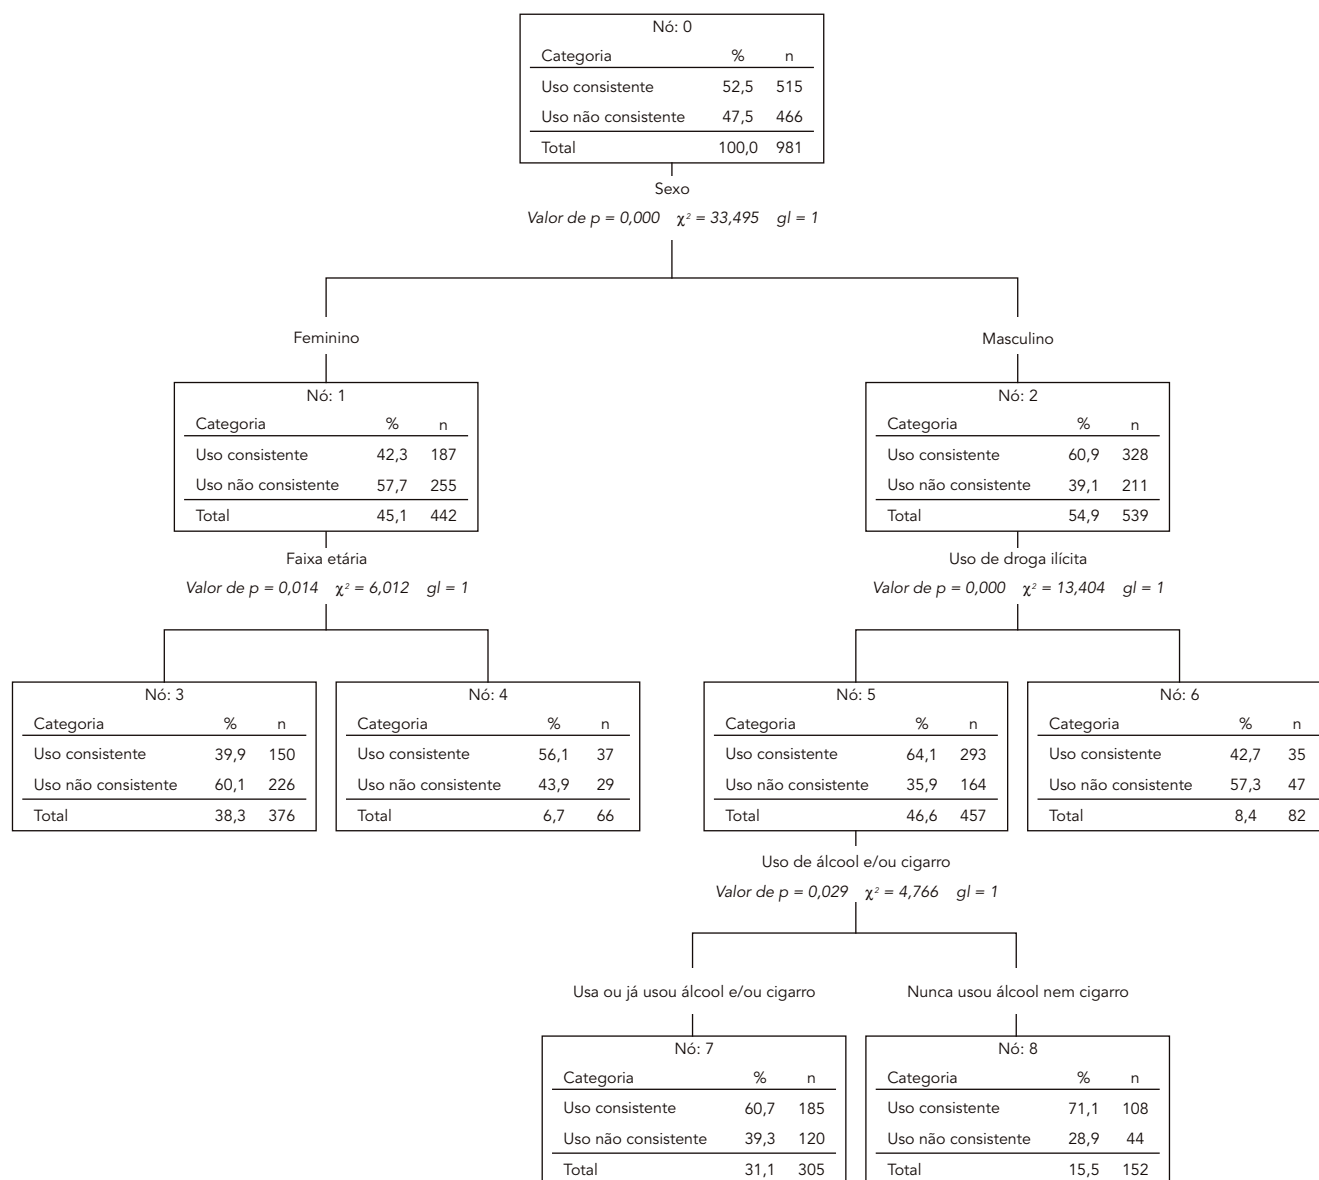 Nó: 0
Categoria % n
Uso consistente 52,5 515
Uso não consistente 47,5 466
Total 100,0 981
Sexo
Valor de p = 0,000 χ² = 33,495 gl = 1
Feminino
Masculino
Nó: 1
Categoria % n
Uso consistente 42,3 187
Uso não consistente 57,7 255
Total 45,1 442
Faixa etária
Valor de p = 0,014 χ² = 6,012 gl = 1
Nó: 2
Categoria % n
Uso consistente 60,9 328
Uso não consistente 39,1 211
Total 54,9 539
Uso de droga ilícita
Valor de p = 0,000 χ² = 13,404 gl = 1
Nó: 3
Categoria % n
Uso consistente 39,9 150
Uso não consistente 60,1 226
Total 38,3 376
Nó: 4
Categoria % n
Uso consistente 56,1 37
Uso não consistente 43,9 29
Total 6,7 66
Nó: 5
Categoria % n
Uso consistente 64,1 293
Uso não consistente 35,9 164
Total 46,6 457
Nó: 6
Categoria % n
Uso consistente 42,7 35
Uso não consistente 57,3 47
Total 8,4 82
Uso de álcool e/ou cigarro
Valor de p = 0,029 χ² = 4,766 gl = 1
Usa ou já usou álcool e/ou cigarro
Nunca usou álcool nem cigarro
Nó: 7
Categoria % n
Uso consistente 60,7 185
Uso não consistente 39,3 120
Total 31,1 305
Nó: 8
Categoria % n
Uso consistente 71,1 108
Uso não consistente 28,9 44
Total 15,5 152